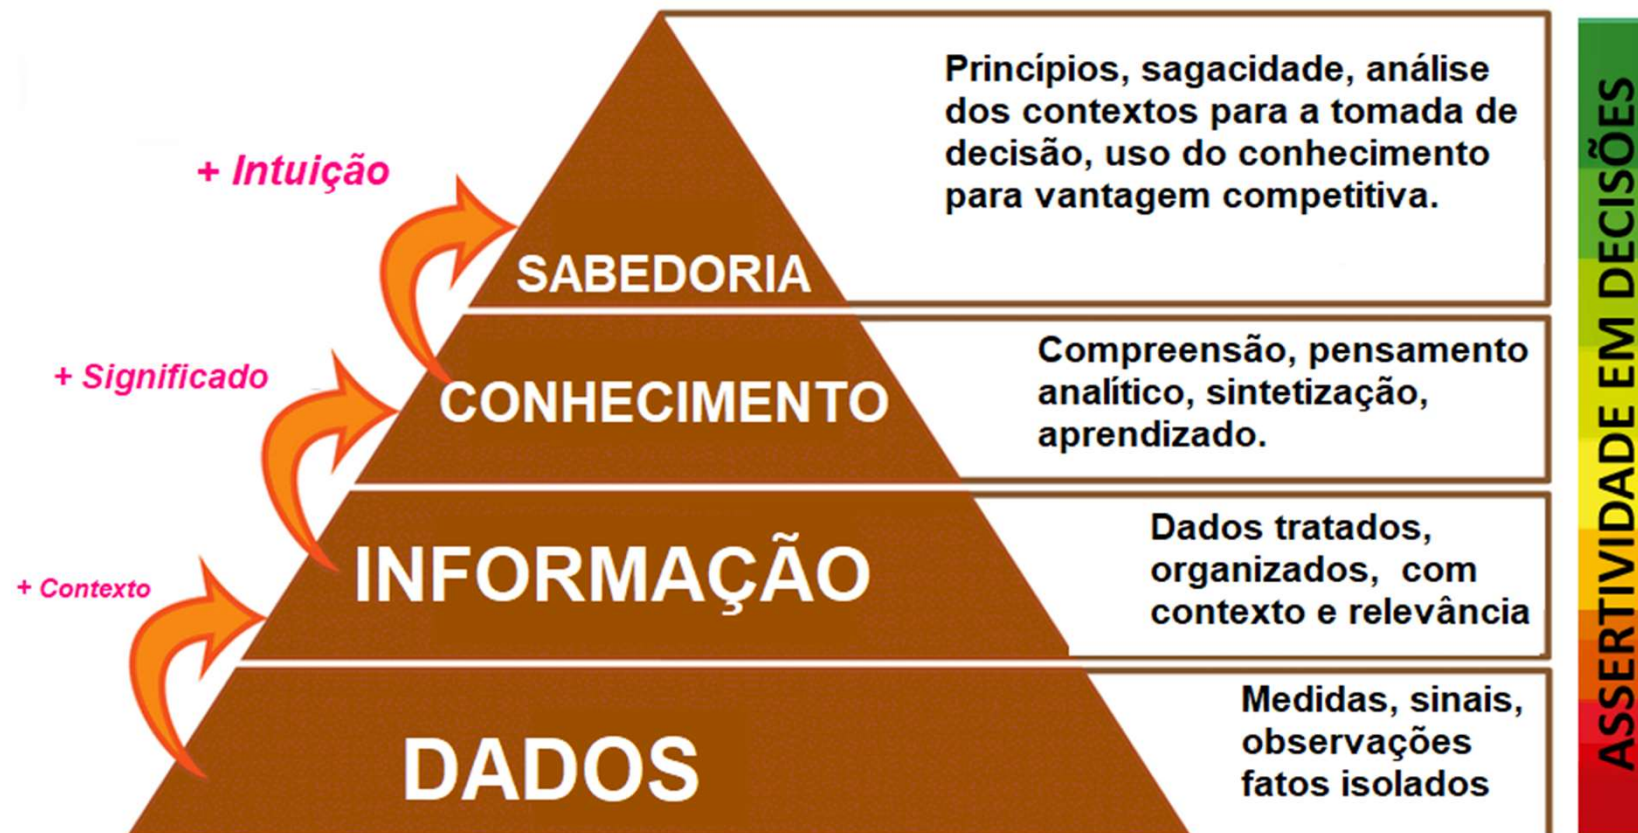 Princípios, sagacidade, análise
dos contextos para a tomada de
decisão, uso do conhecimento
para vantagem competitiva.
+ Intuição
SABEDORIA
Compreensão, pensamento
analítico, sintetização,
aprendizado.
+ Significado
CONHECIMENTO
Dados tratados,
organizados, com
contexto e relevância
+ Contexto
INFORMAÇÃO
Medidas, sinais,
observações
fatos isolados
DADOS
ASSERTIVIDADE EM DECISÕES